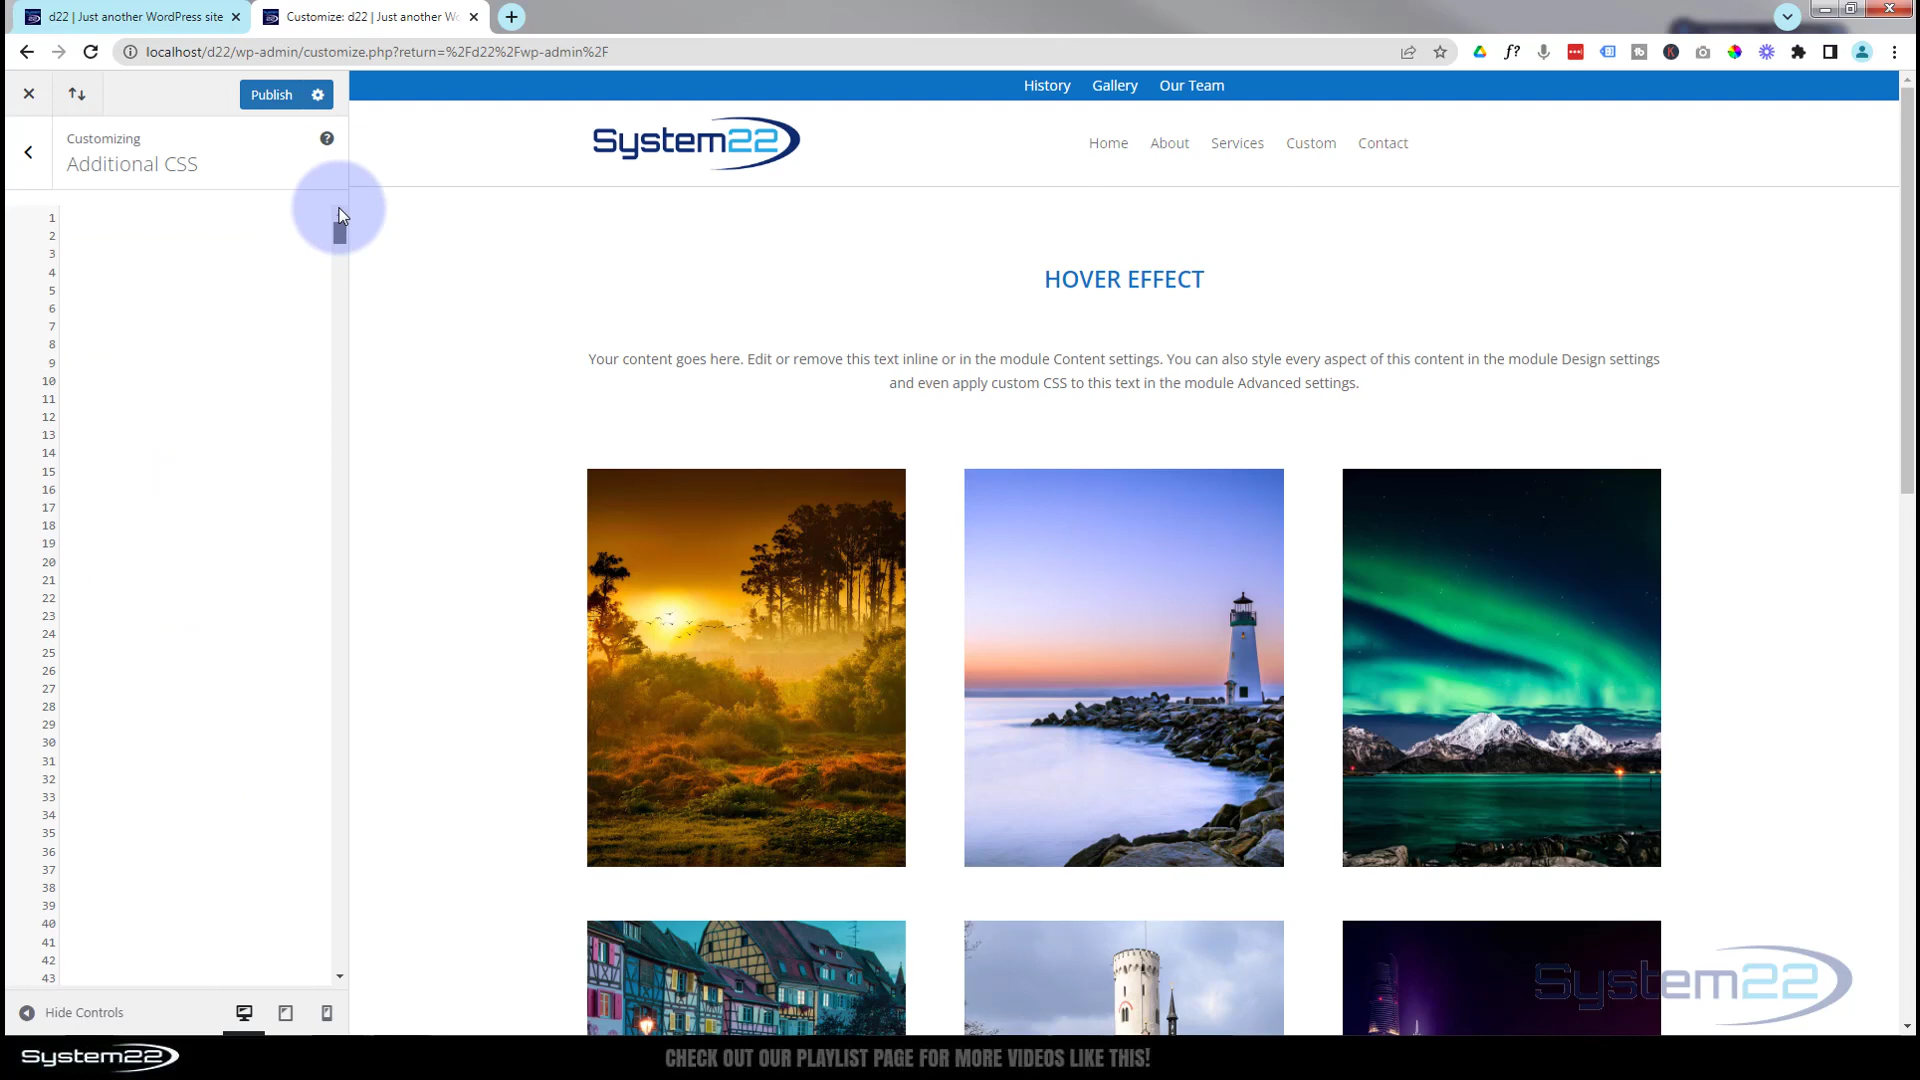 d22 | Just another WordPress site
Customize: d22 | Just another Wo
localhost/d22/wp-admin/customize.php?return=%2Fd22%2Fwp-admin%2F
Publish
Customizing
Additional CSS
1
2
3
4
5
6
7
8
9
10
11
12
13
14
15
16
17
18
19
20
21
22
23
24
25
26
27
28
29
30
31
32
33
34
35
36
37
38
39
40
41
42
43
Hide Controls
History Gallery Our Team
System22
Home About Services Custom Contact
HOVER EFFECT
Your content goes here. Edit or remove this text inline or in the module Content settings. You can also style every aspect of this content in the module Design settings
and even apply custom CSS to this text in the module Advanced settings.
System22
System22
CHECK OUT OUR PLAYLIST PAGE FOR MORE VIDEOS LIKE THIS!